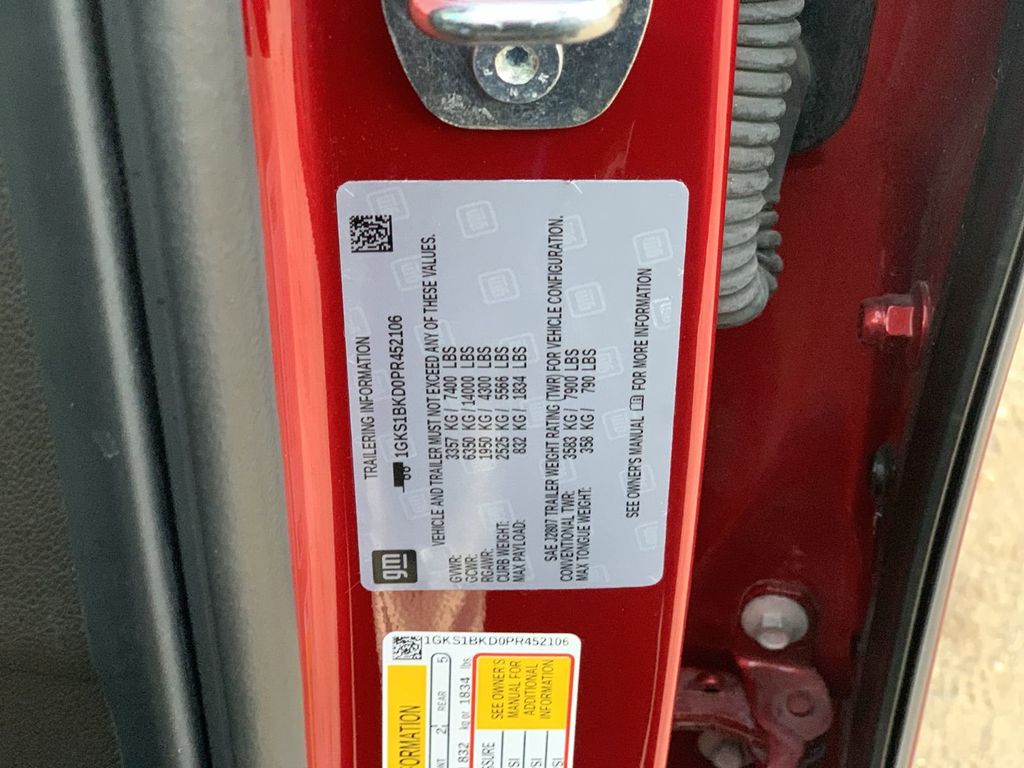 TRAILERING INFORMATION
1GKS1BKD0PR452106
gm
VEHICLE AND TRAILER MUST NOT EXCEED ANY OF THESE VALUES.
GVWR: 3357 KG / 7400 LBS
GCWR: 6350 KG / 14000 LBS
RGAWR: 1950 KG / 4300 LBS
CURB WEIGHT: 2525 KG / 5566 LBS
MAX PAYLOAD: 832 KG / 1834 LBS
SAE J2807 TRAILER WEIGHT RATING (TWR) FOR VEHICLE CONFIGURATION.
CONVENTIONAL TWR: 3583 KG / 7900 LBS
MAX TONGUE WEIGHT: 358 KG / 790 LBS
SEE OWNER'S MANUAL FOR MORE INFORMATION
1GKS1BKD0PR452106
2 REAR 5
832 kg or 1834 lbs
SEE OWNER'S
MANUAL FOR
ADDITIONAL
INFORMATION